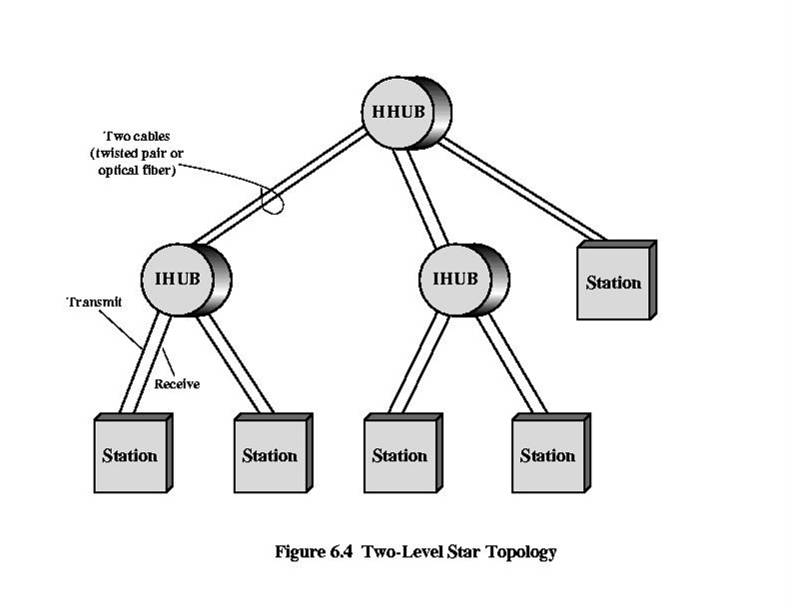 HHUB
Two cables
(twisted pair or
optical fiber)
IHUB
IHUB
Station
Transmit
Receive
Station
Station
Station
Station
Figure 6.4 Two-Level Star Topology